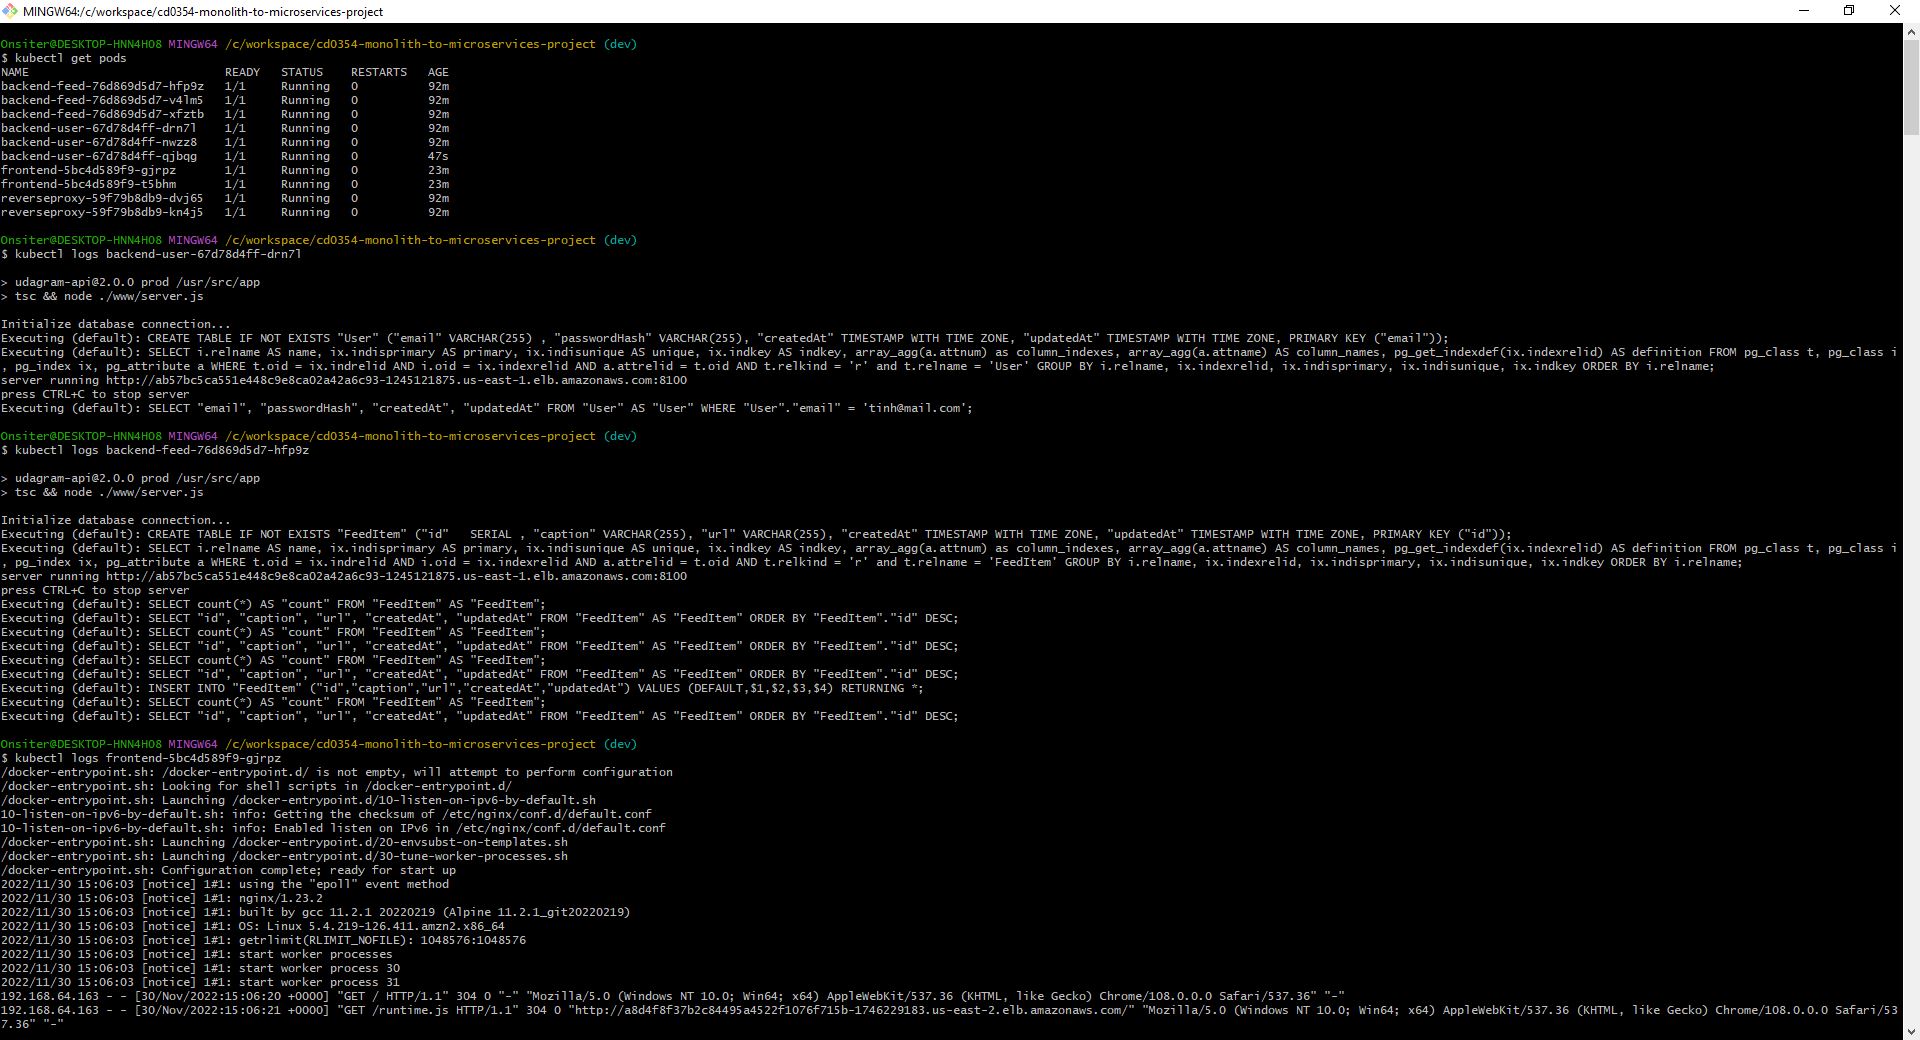 MINGW64:/c/workspace/cd0354-monolith-to-microservices-project
Onsiter@DESKTOP-HNN4HO8 MINGW64 /c/workspace/cd0354-monolith-to-microservices-project (dev)
$ kubectl get pods
NAME READY STATUS RESTARTS AGE
backend-feed-76d869d5d7-hfp9z 1/1 Running 0 92m
backend-feed-76d869d5d7-v4lm5 1/1 Running 0 92m
backend-feed-76d869d5d7-xfztb 1/1 Running 0 92m
backend-user-67d78d4ff-drn7l 1/1 Running 0 92m
backend-user-67d78d4ff-nwzz8 1/1 Running 0 92m
backend-user-67d78d4ff-qjbqg 1/1 Running 0 47s
frontend-5bc4d589f9-gjrpz 1/1 Running 0 23m
frontend-5bc4d589f9-t5bhm 1/1 Running 0 23m
reverseproxy-59f79b8db9-dvj65 1/1 Running 0 92m
reverseproxy-59f79b8db9-kn4j5 1/1 Running 0 92m
Onsiter@DESKTOP-HNN4HO8 MINGW64 /c/workspace/cd0354-monolith-to-microservices-project (dev)
$ kubectl logs backend-user-67d78d4ff-drn7l
> udagram-api@2.0.0 prod /usr/src/app
> tsc && node ./www/server.js
Initialize database connection...
Executing (default): CREATE TABLE IF NOT EXISTS "User" ("email" VARCHAR(255) , "passwordHash" VARCHAR(255), "createdAt" TIMESTAMP WITH TIME ZONE, "updatedAt" TIMESTAMP WITH TIME ZONE, PRIMARY KEY ("email"));
Executing (default): SELECT i.relname AS name, ix.indisprimary AS primary, ix.indisunique AS unique, ix.indkey AS indkey, array_agg(a.attnum) as column_indexes, array_agg(a.attname) AS column_names, pg_get_indexdef(ix.indexrelid) AS definition FROM pg_class t, pg_class i
, pg_index ix, pg_attribute a WHERE t.oid = ix.indrelid AND i.oid = ix.indexrelid AND a.attrelid = t.oid AND t.relkind = 'r' and t.relname = 'User' GROUP BY i.relname, ix.indexrelid, ix.indisprimary, ix.indisunique, ix.indkey ORDER BY i.relname;
server running http://ab57bc5ca551e448c9e8ca02a42a6c93-1245121875.us-east-1.elb.amazonaws.com:8100
press CTRL+C to stop server
Executing (default): SELECT "email", "passwordHash", "createdAt", "updatedAt" FROM "User" AS "User" WHERE "User"."email" = 'tinh@mail.com';
Onsiter@DESKTOP-HNN4HO8 MINGW64 /c/workspace/cd0354-monolith-to-microservices-project (dev)
$ kubectl logs backend-feed-76d869d5d7-hfp9z
> udagram-api@2.0.0 prod /usr/src/app
> tsc && node ./www/server.js
Initialize database connection...
Executing (default): CREATE TABLE IF NOT EXISTS "FeedItem" ("id"   SERIAL , "caption" VARCHAR(255), "url" VARCHAR(255), "createdAt" TIMESTAMP WITH TIME ZONE, "updatedAt" TIMESTAMP WITH TIME ZONE, PRIMARY KEY ("id"));
Executing (default): SELECT i.relname AS name, ix.indisprimary AS primary, ix.indisunique AS unique, ix.indkey AS indkey, array_agg(a.attnum) as column_indexes, array_agg(a.attname) AS column_names, pg_get_indexdef(ix.indexrelid) AS definition FROM pg_class t, pg_class i
, pg_index ix, pg_attribute a WHERE t.oid = ix.indrelid AND i.oid = ix.indexrelid AND a.attrelid = t.oid AND t.relkind = 'r' and t.relname = 'FeedItem' GROUP BY i.relname, ix.indexrelid, ix.indisprimary, ix.indisunique, ix.indkey ORDER BY i.relname;
server running http://ab57bc5ca551e448c9e8ca02a42a6c93-1245121875.us-east-1.elb.amazonaws.com:8100
press CTRL+C to stop server
Executing (default): SELECT count(*) AS "count" FROM "FeedItem" AS "FeedItem";
Executing (default): SELECT "id", "caption", "url", "createdAt", "updatedAt" FROM "FeedItem" AS "FeedItem" ORDER BY "FeedItem"."id" DESC;
Executing (default): SELECT count(*) AS "count" FROM "FeedItem" AS "FeedItem";
Executing (default): SELECT "id", "caption", "url", "createdAt", "updatedAt" FROM "FeedItem" AS "FeedItem" ORDER BY "FeedItem"."id" DESC;
Executing (default): SELECT count(*) AS "count" FROM "FeedItem" AS "FeedItem";
Executing (default): SELECT "id", "caption", "url", "createdAt", "updatedAt" FROM "FeedItem" AS "FeedItem" ORDER BY "FeedItem"."id" DESC;
Executing (default): INSERT INTO "FeedItem" ("id","caption","url","createdAt","updatedAt") VALUES (DEFAULT,$1,$2,$3,$4) RETURNING *;
Executing (default): SELECT count(*) AS "count" FROM "FeedItem" AS "FeedItem";
Executing (default): SELECT "id", "caption", "url", "createdAt", "updatedAt" FROM "FeedItem" AS "FeedItem" ORDER BY "FeedItem"."id" DESC;
Onsiter@DESKTOP-HNN4HO8 MINGW64 /c/workspace/cd0354-monolith-to-microservices-project (dev)
$ kubectl logs frontend-5bc4d589f9-gjrpz
/docker-entrypoint.sh: /docker-entrypoint.d/ is not empty, will attempt to perform configuration
/docker-entrypoint.sh: Looking for shell scripts in /docker-entrypoint.d/
/docker-entrypoint.sh: Launching /docker-entrypoint.d/10-listen-on-ipv6-by-default.sh
10-listen-on-ipv6-by-default.sh: info: Getting the checksum of /etc/nginx/conf.d/default.conf
10-listen-on-ipv6-by-default.sh: info: Enabled listen on IPv6 in /etc/nginx/conf.d/default.conf
/docker-entrypoint.sh: Launching /docker-entrypoint.d/20-envsubst-on-templates.sh
/docker-entrypoint.sh: Launching /docker-entrypoint.d/30-tune-worker-processes.sh
/docker-entrypoint.sh: Configuration complete; ready for start up
2022/11/30 15:06:03 [notice] 1#1: using the "epoll" event method
2022/11/30 15:06:03 [notice] 1#1: nginx/1.23.2
2022/11/30 15:06:03 [notice] 1#1: built by gcc 11.2.1 20220219 (Alpine 11.2.1_git20220219)
2022/11/30 15:06:03 [notice] 1#1: OS: Linux 5.4.219-126.411.amzn2.x86_64
2022/11/30 15:06:03 [notice] 1#1: getrlimit(RLIMIT_NOFILE): 1048576:1048576
2022/11/30 15:06:03 [notice] 1#1: start worker processes
2022/11/30 15:06:03 [notice] 1#1: start worker process 30
2022/11/30 15:06:03 [notice] 1#1: start worker process 31
192.168.64.163 - - [30/Nov/2022:15:06:20 +0000] "GET / HTTP/1.1" 304 0 "-" "Mozilla/5.0 (Windows NT 10.0; Win64; x64) AppleWebKit/537.36 (KHTML, like Gecko) Chrome/108.0.0.0 Safari/537.36" "-"
192.168.64.163 - - [30/Nov/2022:15:06:21 +0000] "GET /runtime.js HTTP/1.1" 304 0 "http://a8d4f8f37b2c84495a4522f1076f715b-1746229183.us-east-2.elb.amazonaws.com/" "Mozilla/5.0 (Windows NT 10.0; Win64; x64) AppleWebKit/537.36 (KHTML, like Gecko) Chrome/108.0.0.0 Safari/53
7.36" "-"